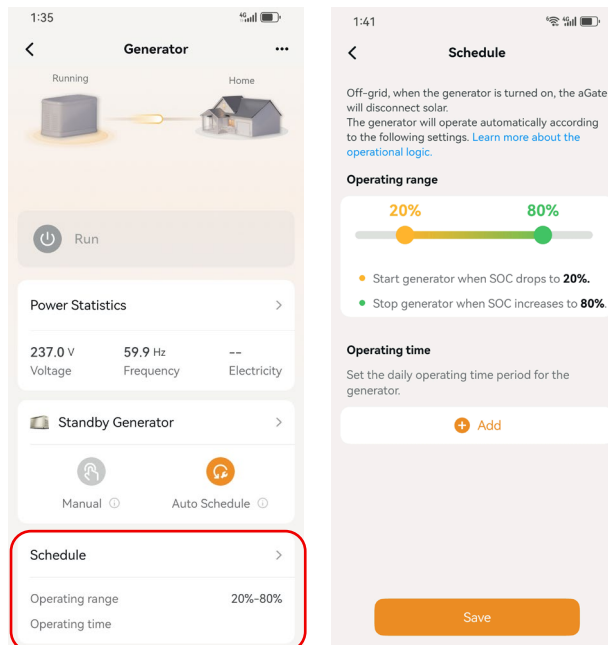 1:35
4G
Generator
Running
Home
Run
Power Statistics
237.0 V
59.9 Hz
--
Voltage
Frequency
Electricity
Standby Generator
Manual
Auto Schedule
Schedule
Operating range
20%-80%
Operating time
1:41
4G
Schedule
Off-grid, when the generator is turned on, the aGate
will disconnect solar.
The generator will operate automatically according
to the following settings. Learn more about the
operational logic.
Operating range
20%
80%
Start generator when SOC drops to 20%.
Stop generator when SOC increases to 80%.
Operating time
Set the daily operating time period for the
generator.
Add
Save